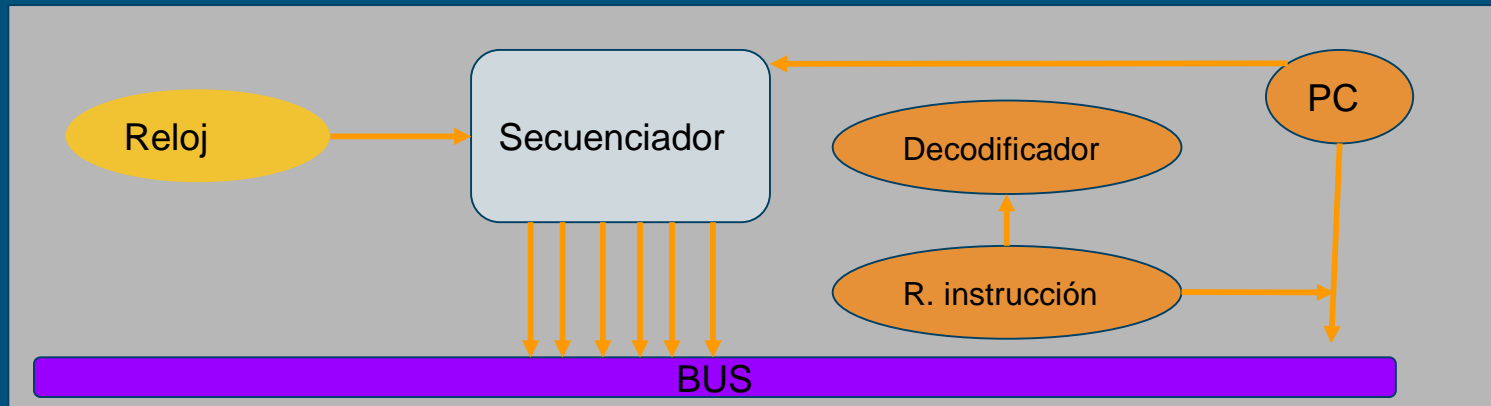 Reloj
Secuenciador
PC
Decodificador
R. instrucción
BUS